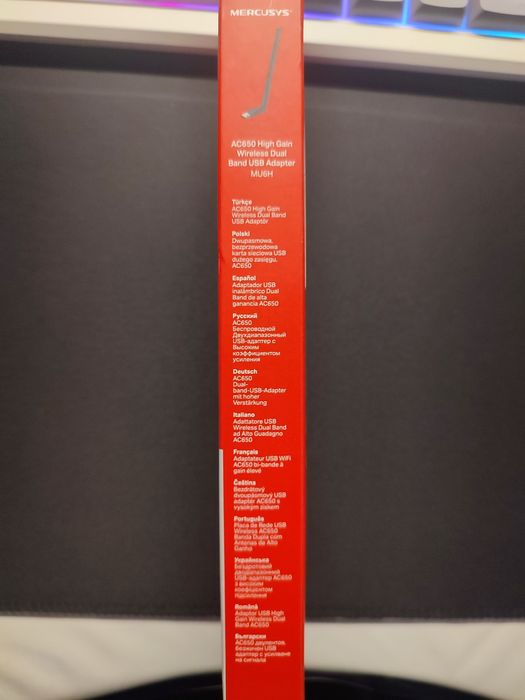 MERCUSYS®
AC650 High Gain
Wireless Dual
Band USB Adapter
MU6H
Türkçe
AC650 High Gain
Wireless Dual Band
USB Adaptör
Polski
Dwupasmowa,
bezprzewodowa
karta sieciowa USB
dużego zasięgu,
AC650
Español
Adaptador USB
inalámbrico Dual
Band de alta
ganancia AC650
Русский
AC650
Беспроводной
Двухдиапазонный
USB-адаптер с
Высоким
коэффициентом
усиления
Deutsch
AC650
Dual-
band-USB-Adapter
mit hoher
Verstärkung
Italiano
Adattatore USB
Wireless Dual Band
ad Alto Guadagno
AC650
Français
Adaptateur USB WiFi
AC650 bi-bande à
gain élevé
Čeština
Bezdrátový
dvoupásmový USB
adaptér AC650 s
vysokým ziskem
Português
Placa de Rede USB
Wireless AC650
Banda Dupla com
Antenas de Alto
Ganho
Українська
Бездротовий
дводіапазонний
USB-адаптер AC650
з високим
коефіцієнтом
підсилення
Română
Adaptor USB High
Gain Wireless Dual
Band AC650
Български
AC650 двулентов,
безжичен USB
адаптер с усилване
на сигнала